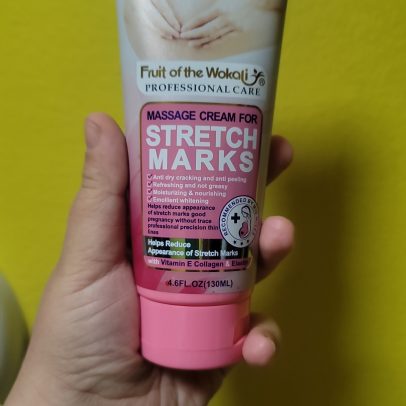 Fruit of the Wokali®
PROFESSIONAL CARE
MASSAGE CREAM FOR
STRETCH
MARKS
Anti dry cracking and anti peeling
Refreshing and not greasy
Moisturizing & nourishing
Emollient whitening
Helps reduce appearance
of stretch marks good
pregnancy without trace
professional precision thin
lines
RECOMMENDED
Helps Reduce
Appearance of Stretch Marks
with Vitamin E Collagen & Elastin
4.6FL.OZ(130ML)